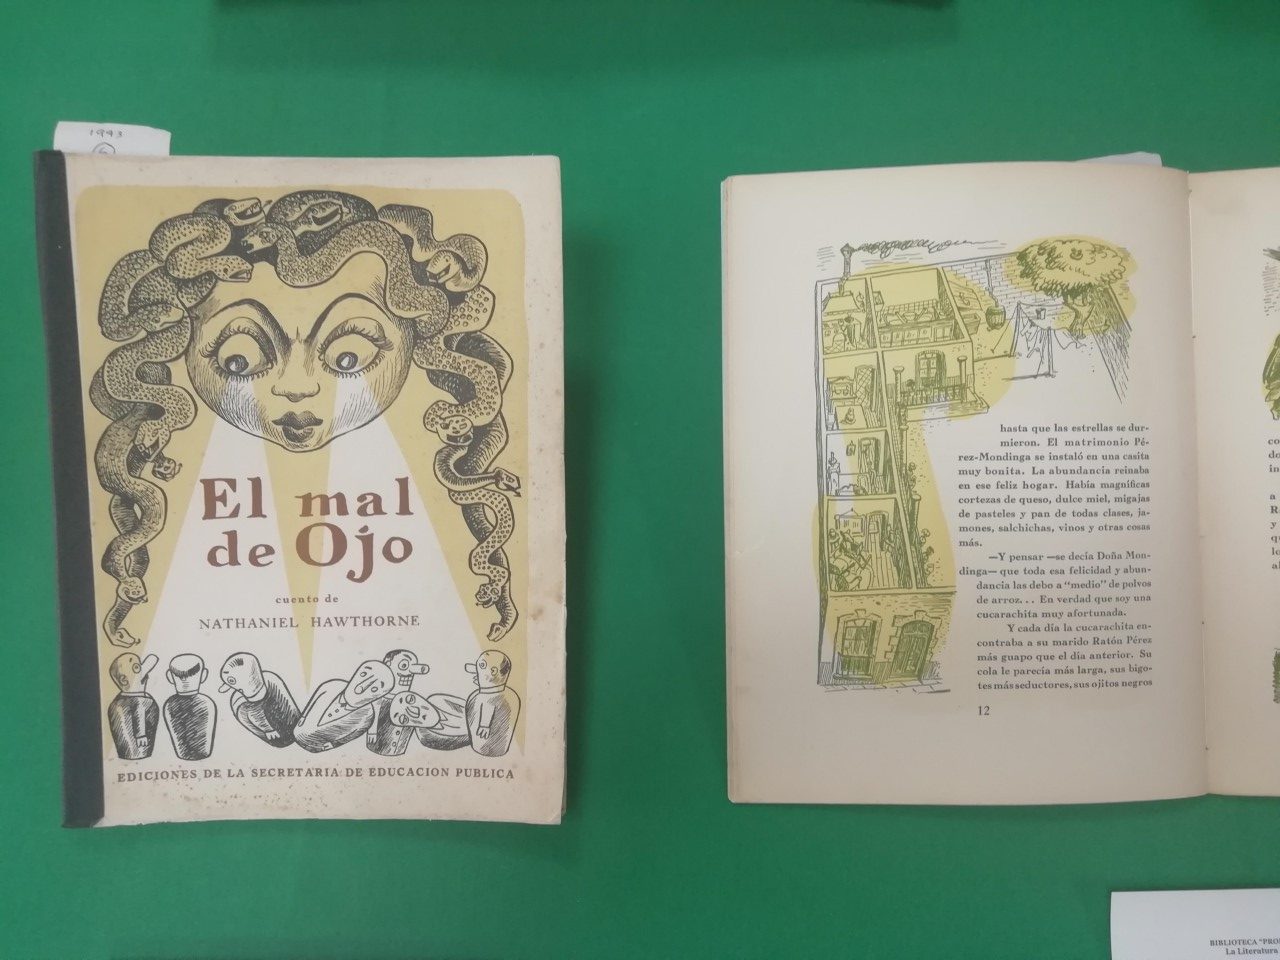 1943
6
El mal
de Ojo
cuento de
NATHANIEL HAWTHORNE
EDICIONES DE LA SECRETARIA DE EDUCACION PUBLICA
hasta que las estrellas se dur-
mieron. El matrimonio Pé-
rez-Mondinga se instaló en una casita
muy bonita. La abundancia reinaba
en ese feliz hogar. Había magníficas
cortezas de queso, dulce miel, migajas
de pasteles y pan de todas clases, ja-
mones, salchichas, vinos y otras cosas
más.
—Y pensar —se decía Doña Mon-
dinga— que toda esa felicidad y abun-
dancia las debo a "medio" de polvos
de arroz... En verdad que soy una
cucarachita muy afortunada.
Y cada día la cucarachita en-
contraba a su marido Ratón Pérez
más guapo que el día anterior. Su
cola le parecía más larga, sus bigo-
tes más seductores, sus ojitos negros
12
BIBLIOTECA
La Literatura